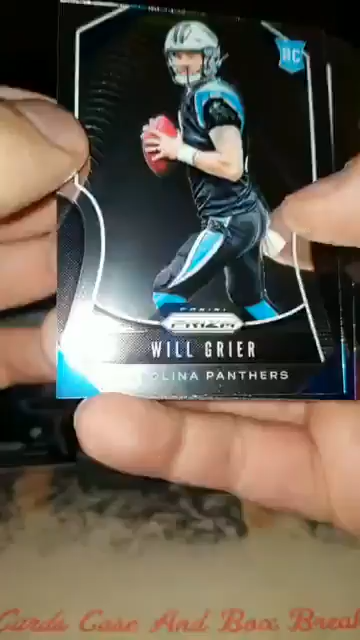 RC
PANINI
PRIZM
WILL GRIER
OLINA PANTHERS
Cards Case And Box Break